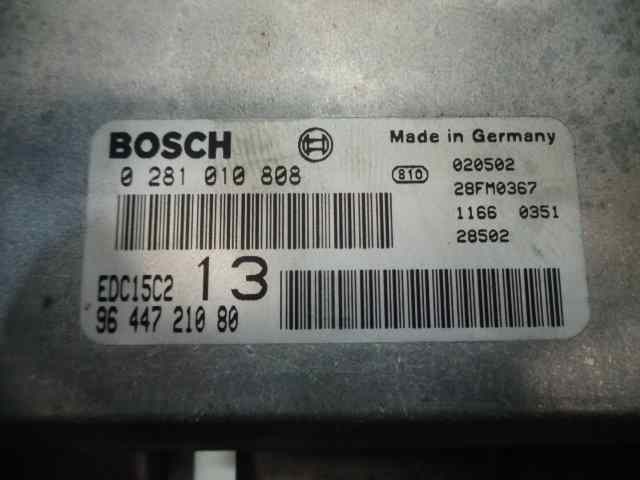 BOSCH
Made in Germany
0 281 010 808
810
020502
28FM0367
1166 0351
28502
EDC15C2 13
96 447 210 80